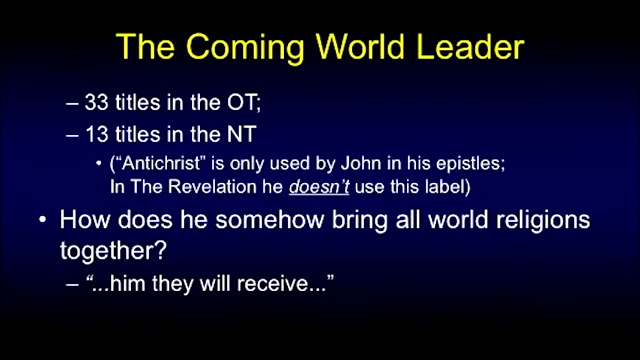 The Coming World Leader
– 33 titles in the OT;
– 13 titles in the NT
• (“Antichrist” is only used by John in his epistles;
In The Revelation he doesn’t use this label)
• How does he somehow bring all world religions
together?
– “...him they will receive...”